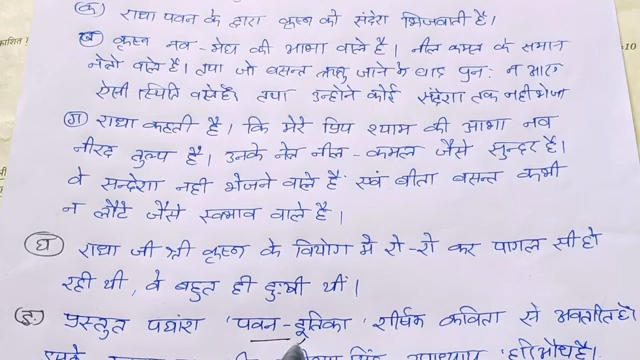 (क) राधा पवन के द्वारा कृष्ण को संदेश भिजवाती है।
(ख) कृष्ण नव - मेघ की आभा वाले है। नील कमल के समान
नेत्रो वाले है। तथा जो वसन्त ऋतु जाने के बाद पुन: न आए
ऐसी स्थिति वाले है। तथा उन्होने कोई संदेशा तक नही भेजा
(ग) राधा कहती है। कि मेरे प्रिय श्याम की आभा नव
नीरद तुल्य है। उनके नेत्र नील - कमल जैसे सुन्दर है।
वे सन्देशा नही भेजने वाले है एवं बीता वसन्त कभी
न लौटे जैसे स्वभाव वाले है।
(घ) राधा जी श्री कृष्ण के वियोग मे रो-रो कर पागल सी हो
रही थी, वे बहुत ही दुःखी थीं।
(ङ) प्रस्तुत पद्यांश 'पवन-दूतिका' शीर्षक कविता से अवतरित है।
इसके सिंह उपाध्याय 'हरिऔध' है।
10